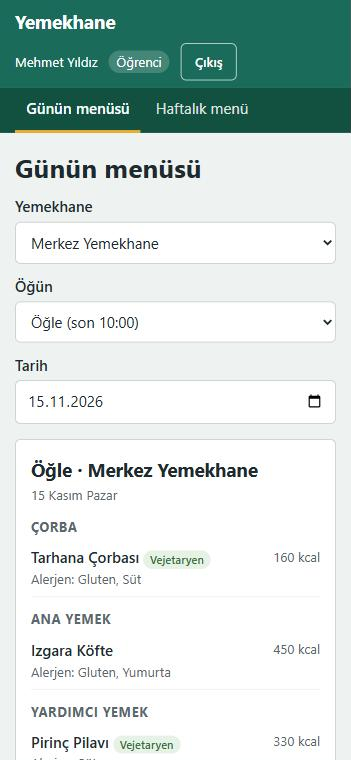 Yemekhane
Mehmet Yıldız Öğrenci Çıkış
Günün menüsü Haftalık menü
Günün menüsü
Yemekhane
Merkez Yemekhane
Öğün
Öğle (son 10:00)
Tarih
15.11.2026
Öğle · Merkez Yemekhane
15 Kasım Pazar
ÇORBA
Tarhana Çorbası Vejetaryen 160 kcal
Alerjen: Gluten, Süt
ANA YEMEK
Izgara Köfte 450 kcal
Alerjen: Gluten, Yumurta
YARDIMCI YEMEK
Pirinç Pilavı Vejetaryen 330 kcal